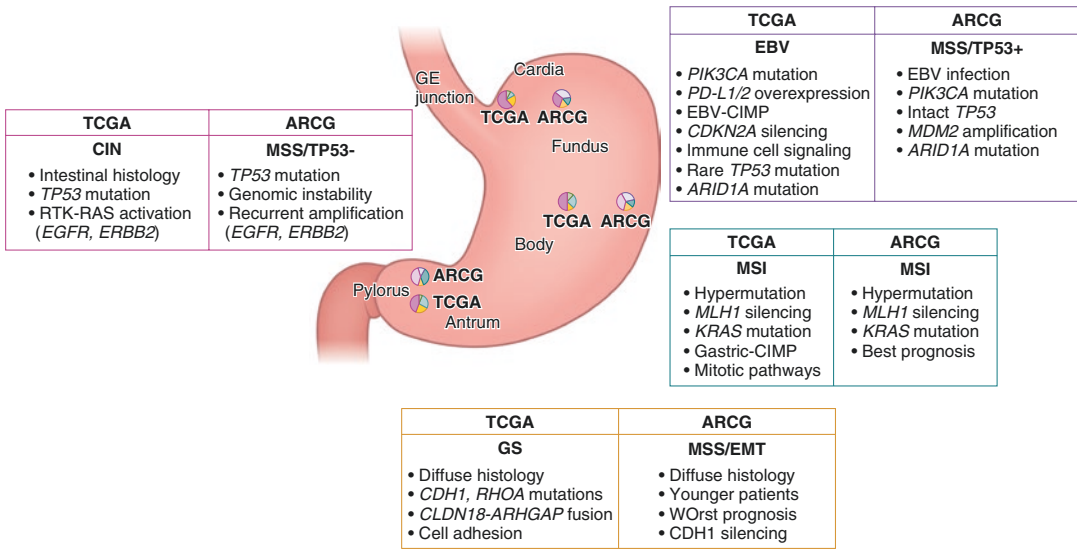 TCGA
ARCG
CIN
MSS/TP53-
• Intestinal histology
• TP53 mutation
• RTK-RAS activation
(EGFR, ERBB2)
• TP53 mutation
• Genomic instability
• Recurrent amplification
(EGFR, ERBB2)
GE
junction
Cardia
TCGA
ARCG
Fundus
TCGA
ARCG
Body
ARCG
Pylorus
TCGA
Antrum
TCGA
ARCG
EBV
MSS/TP53+
• PIK3CA mutation
• PD-L1/2 overexpression
• EBV-CIMP
• CDKN2A silencing
• Immune cell signaling
• Rare TP53 mutation
• ARID1A mutation
• EBV infection
• PIK3CA mutation
• Intact TP53
• MDM2 amplification
• ARID1A mutation
TCGA
ARCG
MSI
MSI
• Hypermutation
• MLH1 silencing
• KRAS mutation
• Gastric-CIMP
• Mitotic pathways
• Hypermutation
• MLH1 silencing
• KRAS mutation
• Best prognosis
TCGA
ARCG
GS
MSS/EMT
• Diffuse histology
• CDH1, RHOA mutations
• CLDN18-ARHGAP fusion
• Cell adhesion
• Diffuse histology
• Younger patients
• WOrst prognosis
• CDH1 silencing